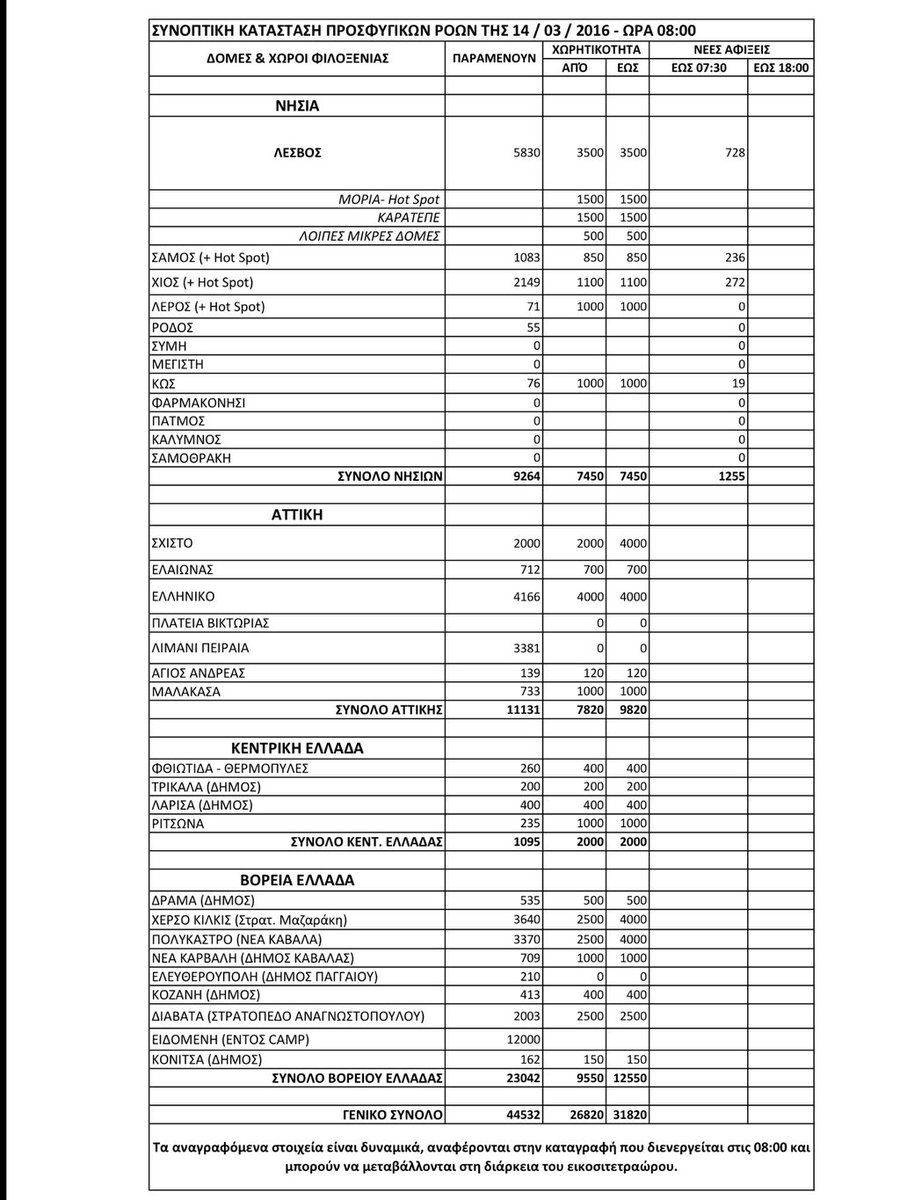 ΣΥΝΟΠΤΙΚΗ ΚΑΤΑΣΤΑΣΗ ΠΡΟΣΦΥΓΙΚΩΝ ΡΟΩΝ ΤΗΣ 14 / 03 / 2016 - ΩΡΑ 08:00
ΔΟΜΕΣ & ΧΩΡΟΙ ΦΙΛΟΞΕΝΙΑΣ ΠΑΡΑΜΕΝΟΥΝ ΧΩΡΗΤΙΚΟΤΗΤΑ ΝΕΕΣ ΑΦΙΞΕΙΣ
ΑΠΌ ΕΩΣ ΕΩΣ 07:30 ΕΩΣ 18:00
ΝΗΣΙΑ
ΛΕΣΒΟΣ 5830 3500 3500 728
ΜΟΡΙΑ- Hot Spot 1500 1500
ΚΑΡΑΤΕΠΕ 1500 1500
ΛΟΙΠΕΣ ΜΙΚΡΕΣ ΔΟΜΕΣ 500 500
ΣΑΜΟΣ (+ Hot Spot) 1083 850 850 236
ΧΙΟΣ (+ Hot Spot) 2149 1100 1100 272
ΛΕΡΟΣ (+ Hot Spot) 71 1000 1000 0
ΡΟΔΟΣ 55 0
ΣΥΜΗ 0 0
ΜΕΓΙΣΤΗ 0 0
ΚΩΣ 76 1000 1000 19
ΦΑΡΜΑΚΟΝΗΣΙ 0 0
ΠΑΤΜΟΣ 0 0
ΚΑΛΥΜΝΟΣ 0 0
ΣΑΜΟΘΡΑΚΗ 0 0
ΣΥΝΟΛΟ ΝΗΣΙΩΝ 9264 7450 7450 1255
ΑΤΤΙΚΗ
ΣΧΙΣΤΟ 2000 2000 4000
ΕΛΑΙΩΝΑΣ 712 700 700
ΕΛΛΗΝΙΚΟ 4166 4000 4000
ΠΛΑΤΕΙΑ ΒΙΚΤΩΡΙΑΣ 0 0
ΛΙΜΑΝΙ ΠΕΙΡΑΙΑ 3381 0 0
ΑΓΙΟΣ ΑΝΔΡΕΑΣ 139 120 120
ΜΑΛΑΚΑΣΑ 733 1000 1000
ΣΥΝΟΛΟ ΑΤΤΙΚΗΣ 11131 7820 9820
ΚΕΝΤΡΙΚΗ ΕΛΛΑΔΑ
ΦΘΙΩΤΙΔΑ - ΘΕΡΜΟΠΥΛΕΣ 260 400 400
ΤΡΙΚΑΛΑ (ΔΗΜΟΣ) 200 200 200
ΛΑΡΙΣΑ (ΔΗΜΟΣ) 400 400 400
ΡΙΤΣΩΝΑ 235 1000 1000
ΣΥΝΟΛΟ ΚΕΝΤ. ΕΛΛΑΔΑΣ 1095 2000 2000
ΒΟΡΕΙΑ ΕΛΛΑΔΑ
ΔΡΑΜΑ (ΔΗΜΟΣ) 535 500 500
ΧΕΡΣΟ ΚΙΛΚΙΣ (Στρατ. Μαζαράκη) 3640 2500 4000
ΠΟΛΥΚΑΣΤΡΟ (ΝΕΑ ΚΑΒΑΛΑ) 3370 2500 4000
ΝΕΑ ΚΑΡΒΑΛΗ (ΔΗΜΟΣ ΚΑΒΑΛΑΣ) 709 1000 1000
ΕΛΕΥΘΕΡΟΥΠΟΛΗ (ΔΗΜΟΣ ΠΑΓΓΑΙΟΥ) 210 0 0
ΚΟΖΑΝΗ (ΔΗΜΟΣ) 413 400 400
ΔΙΑΒΑΤΑ (ΣΤΡΑΤΟΠΕΔΟ ΑΝΑΓΝΩΣΤΟΠΟΥΛΟΥ) 2003 2500 2500
ΕΙΔΟΜΕΝΗ (ΕΝΤΟΣ CAMP) 12000
ΚΟΝΙΤΣΑ (ΔΗΜΟΣ) 162 150 150
ΣΥΝΟΛΟ ΒΟΡΕΙΟΥ ΕΛΛΑΔΑΣ 23042 9550 12550
ΓΕΝΙΚΟ ΣΥΝΟΛΟ 44532 26820 31820
Τα αναγραφόμενα στοιχεία είναι δυναμικά, αναφέρονται στην καταγραφή που διενεργείται στις 08:00 και
μπορούν να μεταβάλλονται στη διάρκεια του εικοσιτετραώρου.